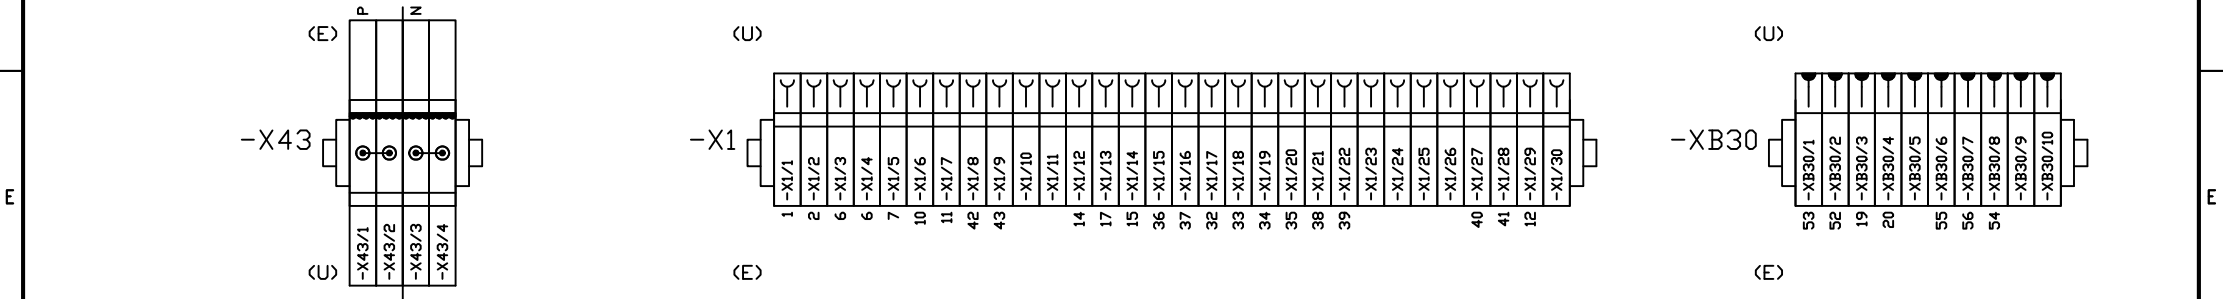 P N
(E) (U) (U)
-X43 -X1 -XB30
-X1/1 -X1/2 -X1/3 -X1/4 -X1/5 -X1/6 -X1/7 -X1/8 -X1/9 -X1/10 -X1/11 -X1/12 -X1/13 -X1/14 -X1/15 -X1/16 -X1/17 -X1/18 -X1/19 -X1/20 -X1/21 -X1/22 -X1/23 -X1/24 -X1/25 -X1/26 -X1/27 -X1/28 -X1/29 -X1/30
-XB30/1 -XB30/2 -XB30/3 -XB30/4 -XB30/5 -XB30/6 -XB30/7 -XB30/8 -XB30/9 -XB30/10
E E
1 2 6 6 7 10 11 42 43 14 17 15 36 37 32 33 34 35 38 39 40 41 12
53 52 19 20 55 56 54
-X43/1 -X43/2 -X43/3 -X43/4
(U) (E) (E)